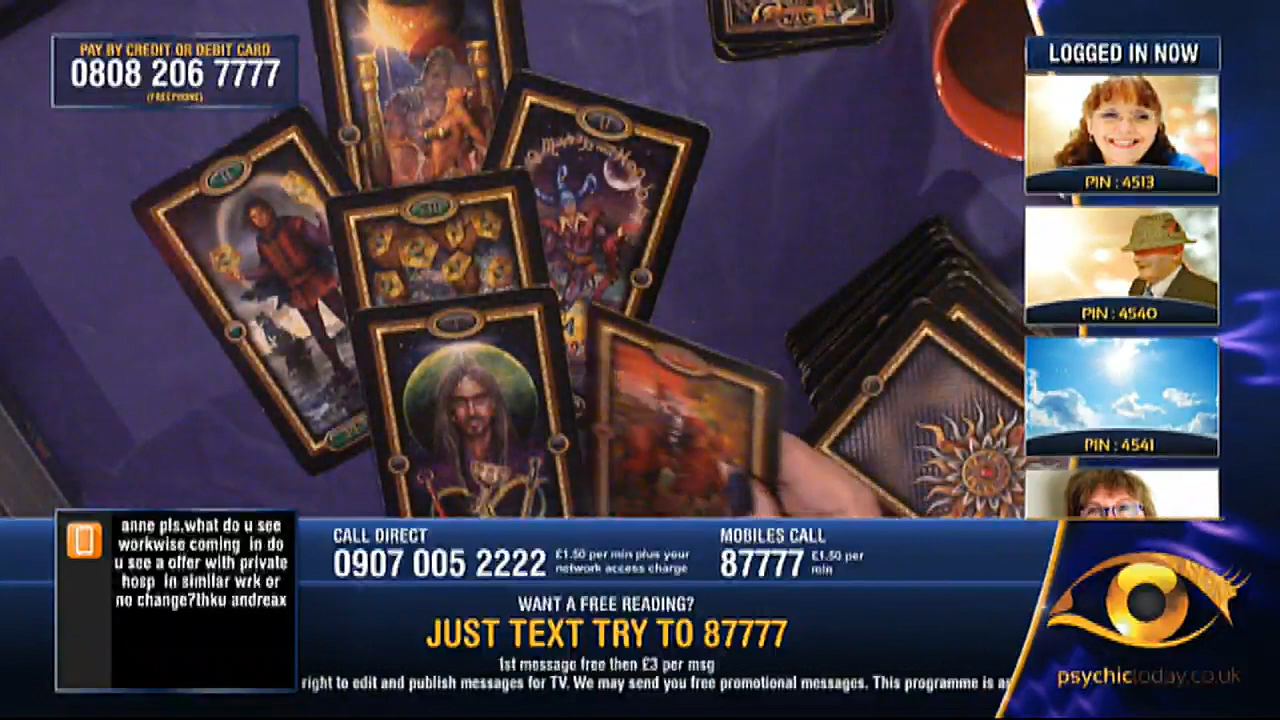 PAY BY CREDIT OR DEBIT CARD
0808 206 7777
(FREEPHONE)
LOGGED IN NOW
PIN : 4513
PIN : 4540
PIN : 4541
anne pls.what do u see
workwise coming in do
u see a offer with private
hosp in similar wrk or
no change?thku andreax
CALL DIRECT
0907 005 2222
£1.50 per min plus your
network access charge
MOBILES CALL
87777
£1.50 per
min
WANT A FREE READING?
JUST TEXT TRY TO 87777
1st message free then £3 per msg
right to edit and publish messages for TV. We may send you free promotional messages. This programme is
psychictoday.co.uk